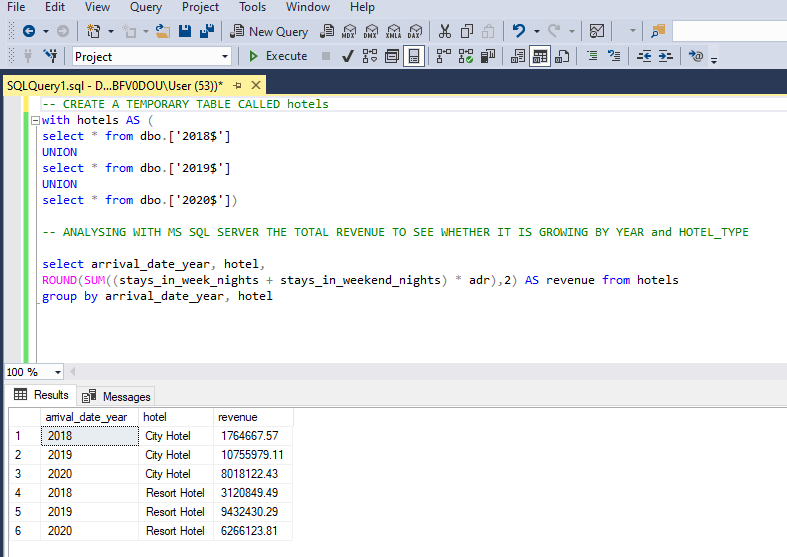 File Edit View Query Project Tools Window Help
New Query MDX DMX XMLA DAX
Project Execute
SQLQuery1.sql - D...BFV0DOU\User (53))*
-- CREATE A TEMPORARY TABLE CALLED hotels
with hotels AS (
select * from dbo.['2018$']
UNION
select * from dbo.['2019$']
UNION
select * from dbo.['2020$'])
-- ANALYSING WITH MS SQL SERVER THE TOTAL REVENUE TO SEE WHETHER IT IS GROWING BY YEAR and HOTEL_TYPE
select arrival_date_year, hotel,
ROUND(SUM((stays_in_week_nights + stays_in_weekend_nights) * adr),2) AS revenue from hotels
group by arrival_date_year, hotel
100 %
Results Messages
arrival_date_year hotel revenue
1 2018 City Hotel 1764667.57
2 2019 City Hotel 10755979.11
3 2020 City Hotel 8018122.43
4 2018 Resort Hotel 3120849.49
5 2019 Resort Hotel 9432430.29
6 2020 Resort Hotel 6266123.81